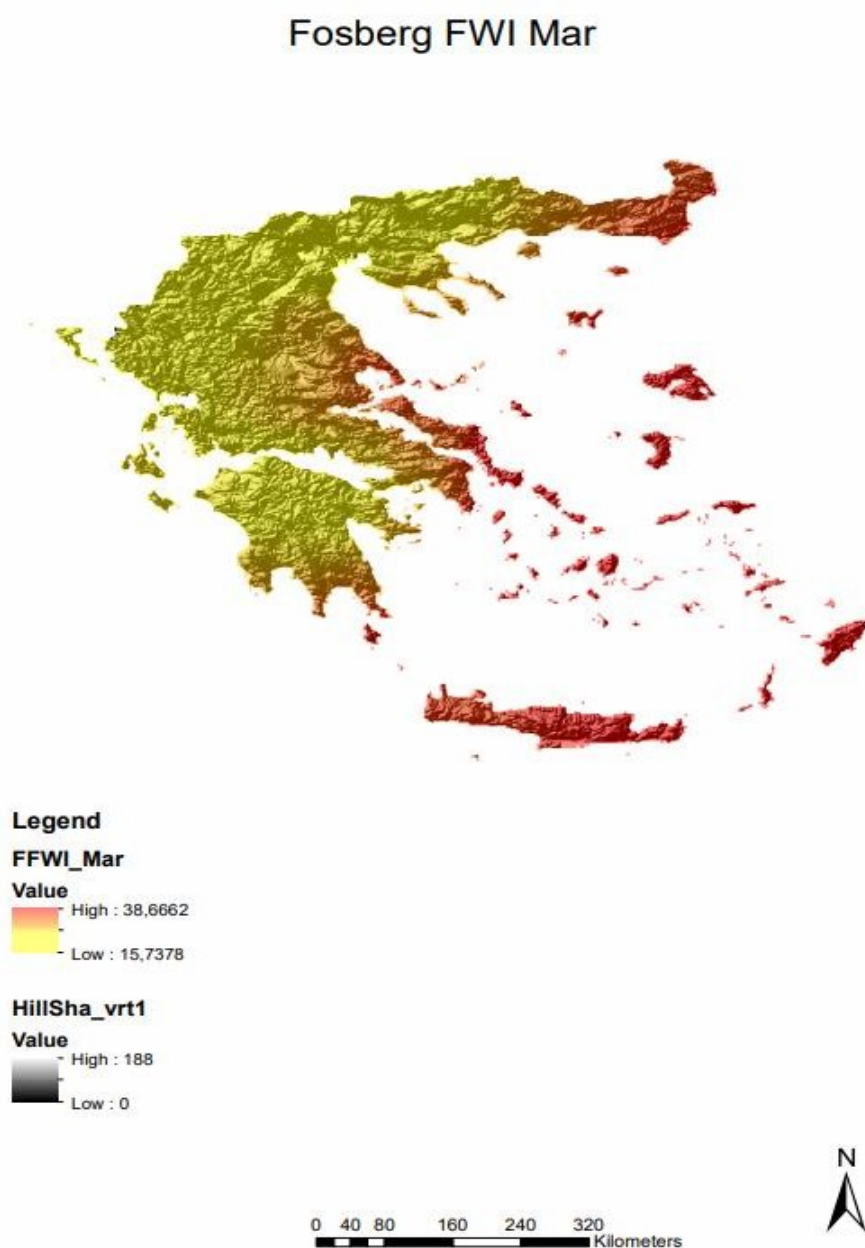 Fosberg FWI Mar
Legend
FFWI_Mar
Value
High : 38,6662
Low : 15,7378
HillSha_vrt1
Value
High : 188
Low : 0
N
0 40 80 160 240 320
Kilometers